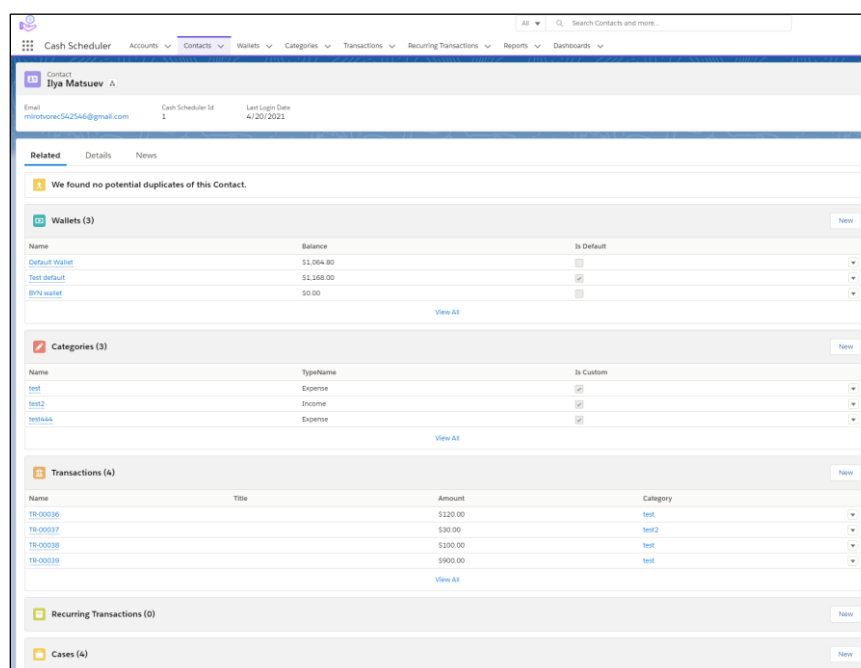 All
Search Contacts and more...
Cash Scheduler Accounts Contacts Wallets Categories Transactions Recurring Transactions Reports Dashboards
Contact
Ilya Matsuev
Email Cash Scheduler Id Last Login Date
mirotvorec542546@gmail.com 1 4/20/2021
Related Details News
We found no potential duplicates of this Contact.
Wallets (3) New
Name Balance Is Default
Default Wallet $1,064.80
Test default $1,168.00
BYN wallet $0.00
View All
Categories (3) New
Name TypeName Is Custom
test Expense
test2 Income
test444 Expense
View All
Transactions (4) New
Name Title Amount Category
TR-00036 $120.00 test
TR-00037 $30.00 test2
TR-00038 $100.00 test
TR-00039 $900.00 test
View All
Recurring Transactions (0) New
Cases (4) New